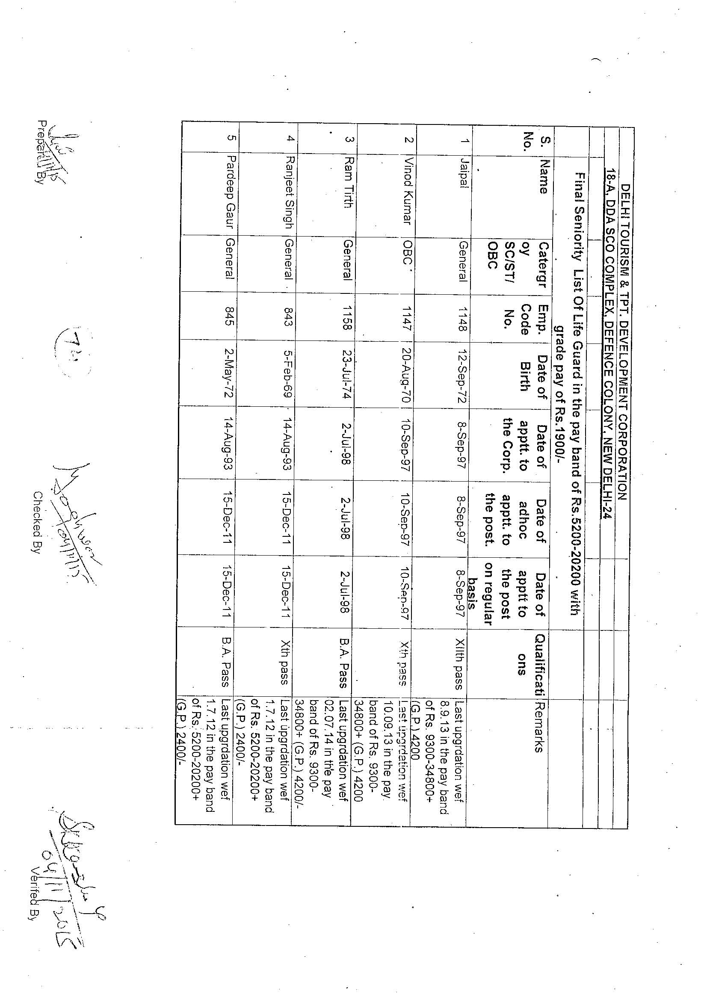 DELHI TOURISM & TPT. DEVELOPMENT CORPORATION
18-A, DDA SCO COMPLEX, DEFENCE COLONY, NEW DELHI-24
Final Seniority List Of Life Guard in the pay band of Rs.5200-20200 with
grade pay of Rs.1900/-
S. No. Name Catergroy SC/ST/OBC Emp. Code No. Date of Birth Date of apptt. to the Corp. Date of adhoc apptt. to the post. Date of apptt to the post on regular basis Qualifications Remarks
1 Jaipal General 1148 12-Sep-72 8-Sep-97 8-Sep-97 8-Sep-97 XIIth pass Last upgrdation wef
8.9.13 in the pay band
of Rs. 9300-34800+
(G.P.) 4200
2 Vinod Kumar OBC 1147 20-Aug-70 10-Sep-97 10-Sep-97 10-Sep-97 Xth pass Last upgrdation wef
10.09.13 in the pay
band of Rs. 9300-
34800+ (G.P.) 4200
3 Ram Tirth General 1158 23-Jul-74 2-Jul-98 2-Jul-98 2-Jul-98 B.A. Pass Last upgrdation wef
02.07.14 in the pay
band of Rs. 9300-
34800+ (G.P.) 4200/-
4 Ranjeet Singh General 843 5-Feb-69 14-Aug-93 15-Dec-11 15-Dec-11 Xth pass Last upgrdation wef
1.7.12 in the pay band
of Rs. 5200-20200+
(G.P.) 2400/-
5 Pardeep Gaur General 845 2-May-72 14-Aug-93 15-Dec-11 15-Dec-11 B.A. Pass Last upgrdation wef
1.7.12 in the pay band
of Rs. 5200-20200+
(G.P.) 2400/-
04/11/15
04/11/2015
Prepard By Checked By Verifed By